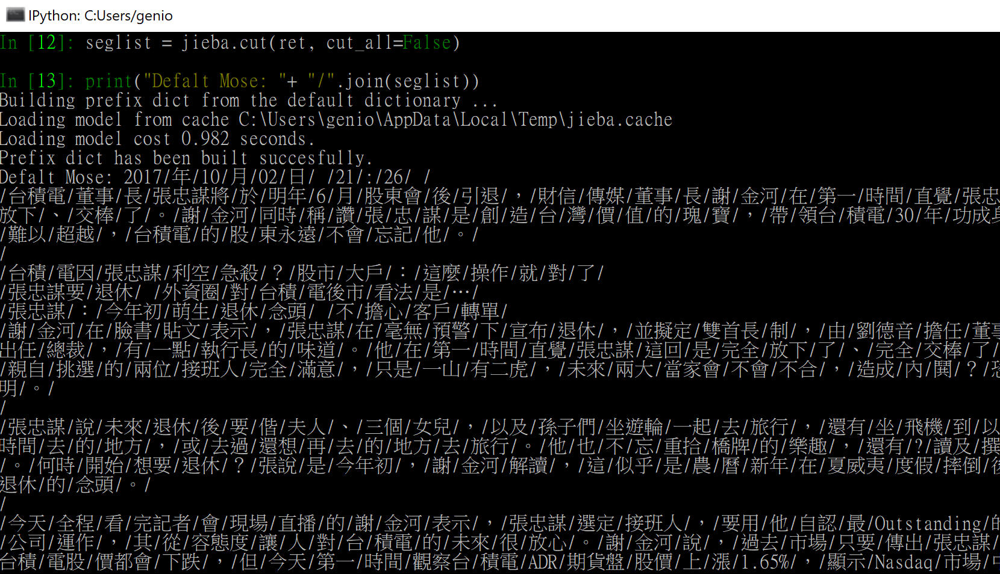 IPython: C:Users/genio
In [12]: seglist = jieba.cut(ret, cut_all=False)
In [13]: print("Defalt Mose: "+ "/".join(seglist))
Building prefix dict from the default dictionary ...
Loading model from cache C:\Users\genio\AppData\Local\Temp\jieba.cache
Loading model cost 0.982 seconds.
Prefix dict has been built succesfully.
Defalt Mose: 2017/年/10/月/02/日/ /21/:/26/ /
/台積電/董事/長/張忠謀將/於/明年/6/月/股東會/後/引退/，/財信/傳媒/董事/長/謝/金河/在/第一/時間/直覺/張忠
放下/、/交棒/了/。/謝/金河/同時/稱/讚/張/忠/謀/是/創/造/台/灣/價/值/的/瑰/寶/，/帶/領台/積電/30/年/功成身
/難以/超越/，/台積電/的/股/東永遠/不會/忘記/他/。/
/
/台積/電因/張忠謀/利空/急殺/？/股市/大戶/：/這麼/操作/就/對/了/
/張忠謀要/退休/ /外資圈/對/台積/電後市/看法/是/…/
/張忠謀/：/今年初/萌生/退休/念頭/ /不/擔心/客戶/轉單/
/謝/金河/在/臉書/貼文/表示/，/張忠謀/在/毫無/預警/下/宣布/退休/，/並擬定/雙首長/制/，/由/劉德音/擔任/董事
出任/總裁/，/有/一點/執行長/的/味道/。/他/在/第一/時間/直覺/張忠謀/這回/是/完全/放下/了/、/完全/交棒/了/
/親自/挑選/的/兩位/接班人/完全/滿意/，/只是/一山/有二虎/，/未來/兩大/當家會/不會/不合/，/造成/內/鬨/？/恐
明/。/
/
/張忠謀/說/未來/退休/後/要/偕/夫人/、/三個/女兒/，/以及/孫子們/坐遊輪/一起/去/旅行/，/還有/坐/飛機/到/以
時間/去/的/地方/，/或/去過/還想/再/去/的/地方/去/旅行/。/他/也/不/忘/重拾/橋牌/的/樂趣/，/還有/?/讀及/撰
/。/何時/開始/想要/退休/？/張說/是/今年初/，/謝/金河/解讀/，/這/似乎/是/農/曆/新年/在/夏威夷/度假/摔倒/後
退休/的/念頭/。/
/
/今天/全程/看/完記者/會/現場/直播/的/謝/金河/表示/，/張忠謀/選定/接班人/，/要用/他/自認/最/Outstanding/的
/公司/運作/，/其/從/容態度/讓/人/對/台/積電/的/未來/很/放心/。/謝/金河/說/，/過去/市場/只要/傳出/張忠謀/
台積/電股/價都會/下跌/，/但/今天/第一/時間/觀察台/積電/ADR/期貨盤/股價/上/漲/1.65%/，/顯示/Nasdaq/市場/中